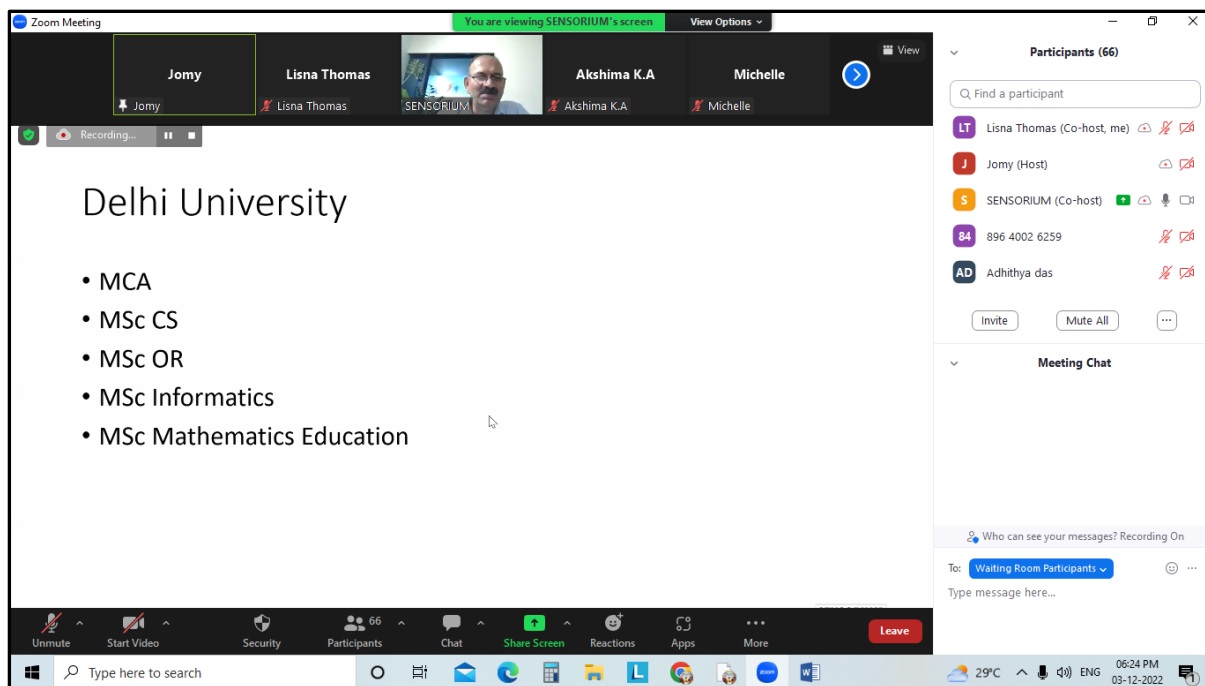 Zoom Meeting
You are viewing SENSORIUM's screen
View Options
Jomy
Jomy
Lisna Thomas
Lisna Thomas
SENSORIUM
Akshima K.A
Akshima K.A
Michelle
Michelle
View
Recording...
Delhi University
• MCA
• MSc CS
• MSc OR
• MSc Informatics
• MSc Mathematics Education
Participants (66)
Find a participant
LT Lisna Thomas (Co-host, me)
J Jomy (Host)
S SENSORIUM (Co-host)
84 896 4002 6259
AD Adhithya das
Invite
Mute All
...
Meeting Chat
Who can see your messages? Recording On
To: Waiting Room Participants
...
Type message here...
Unmute
Start Video
Security
66
Participants
Chat
Share Screen
Reactions
Apps
More
Leave
Type here to search
zoom
L
W
29°C
ENG
06:24 PM
03-12-2022
1